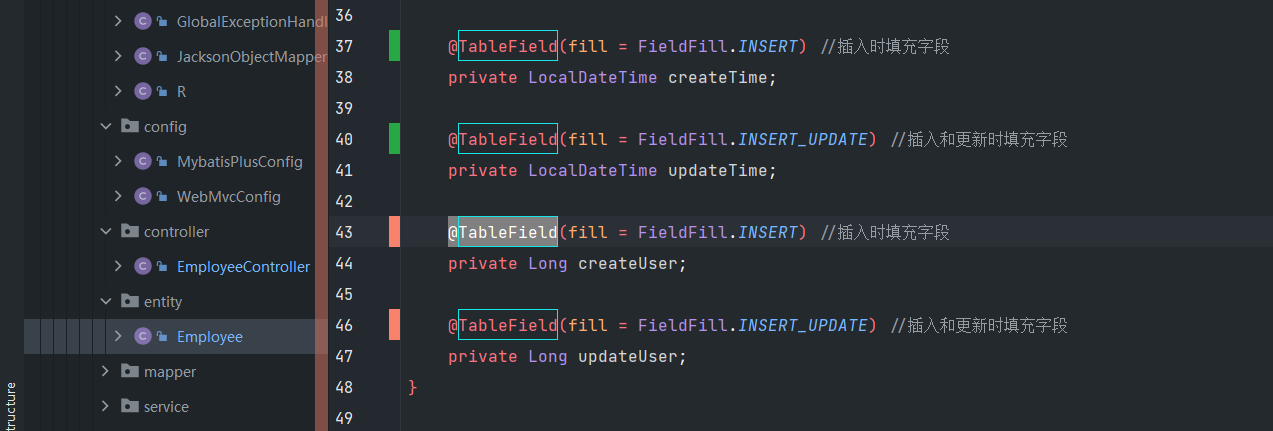 GlobalExceptionHandl
JacksonObjectMapper
R
config
MybatisPlusConfig
WebMvcConfig
controller
EmployeeController
entity
Employee
mapper
service
tructure
36
37 @TableField(fill = FieldFill.INSERT) //插入时填充字段
38 private LocalDateTime createTime;
39
40 @TableField(fill = FieldFill.INSERT_UPDATE) //插入和更新时填充字段
41 private LocalDateTime updateTime;
42
43 @TableField(fill = FieldFill.INSERT) //插入时填充字段
44 private Long createUser;
45
46 @TableField(fill = FieldFill.INSERT_UPDATE) //插入和更新时填充字段
47 private Long updateUser;
48 }
49